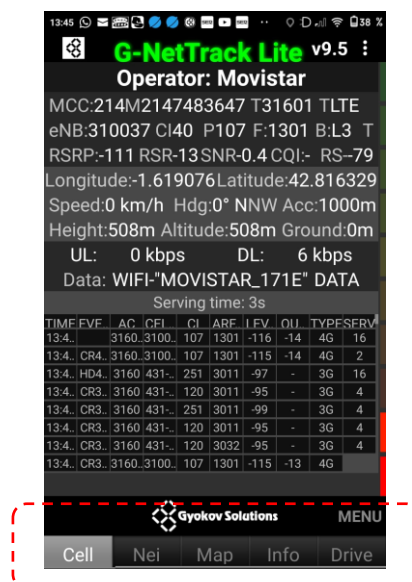 13:45 38 %
G-NetTrack Lite v9.5
Operator: Movistar
MCC:214M2147483647 T31601 TLTE
eNB:310037 CI40 P107 F:1301 B:L3 T
RSRP:-111 RSR-13SNR-0.4CQI:- RS--79
Longitude:-1.619076Latitude:42.816329
Speed:0 km/h Hdg:0° NNW Acc:1000m
Height:508m Altitude:508m Ground:0m
UL: 0 kbps DL: 6 kbps
Data: WIFI-"MOVISTAR_171E" DATA
Serving time: 3s
TIME EVE.. AC CEL.. CI ARF.. LEV.. QU.. TYPE SERV
13:4.. 3160..3100.. 107 1301 -116 -14 4G 16
13:4.. CR4.. 3160..3100.. 107 1301 -115 -14 4G 2
13:4.. HD4.. 3160 431-.. 251 3011 -97 - 3G 16
13:4.. CR3.. 3160 431-.. 120 3011 -95 - 3G 4
13:4.. CR3.. 3160 431-.. 251 3011 -99 - 3G 4
13:4.. CR3.. 3160 431-.. 120 3011 -95 - 3G 4
13:4.. CR3.. 3160 431-.. 120 3032 -95 - 3G 4
13:4.. CR3.. 3160..3100.. 107 1301 -115 -13 4G
Gyokov Solutions MENU
Cell Nei Map Info Drive